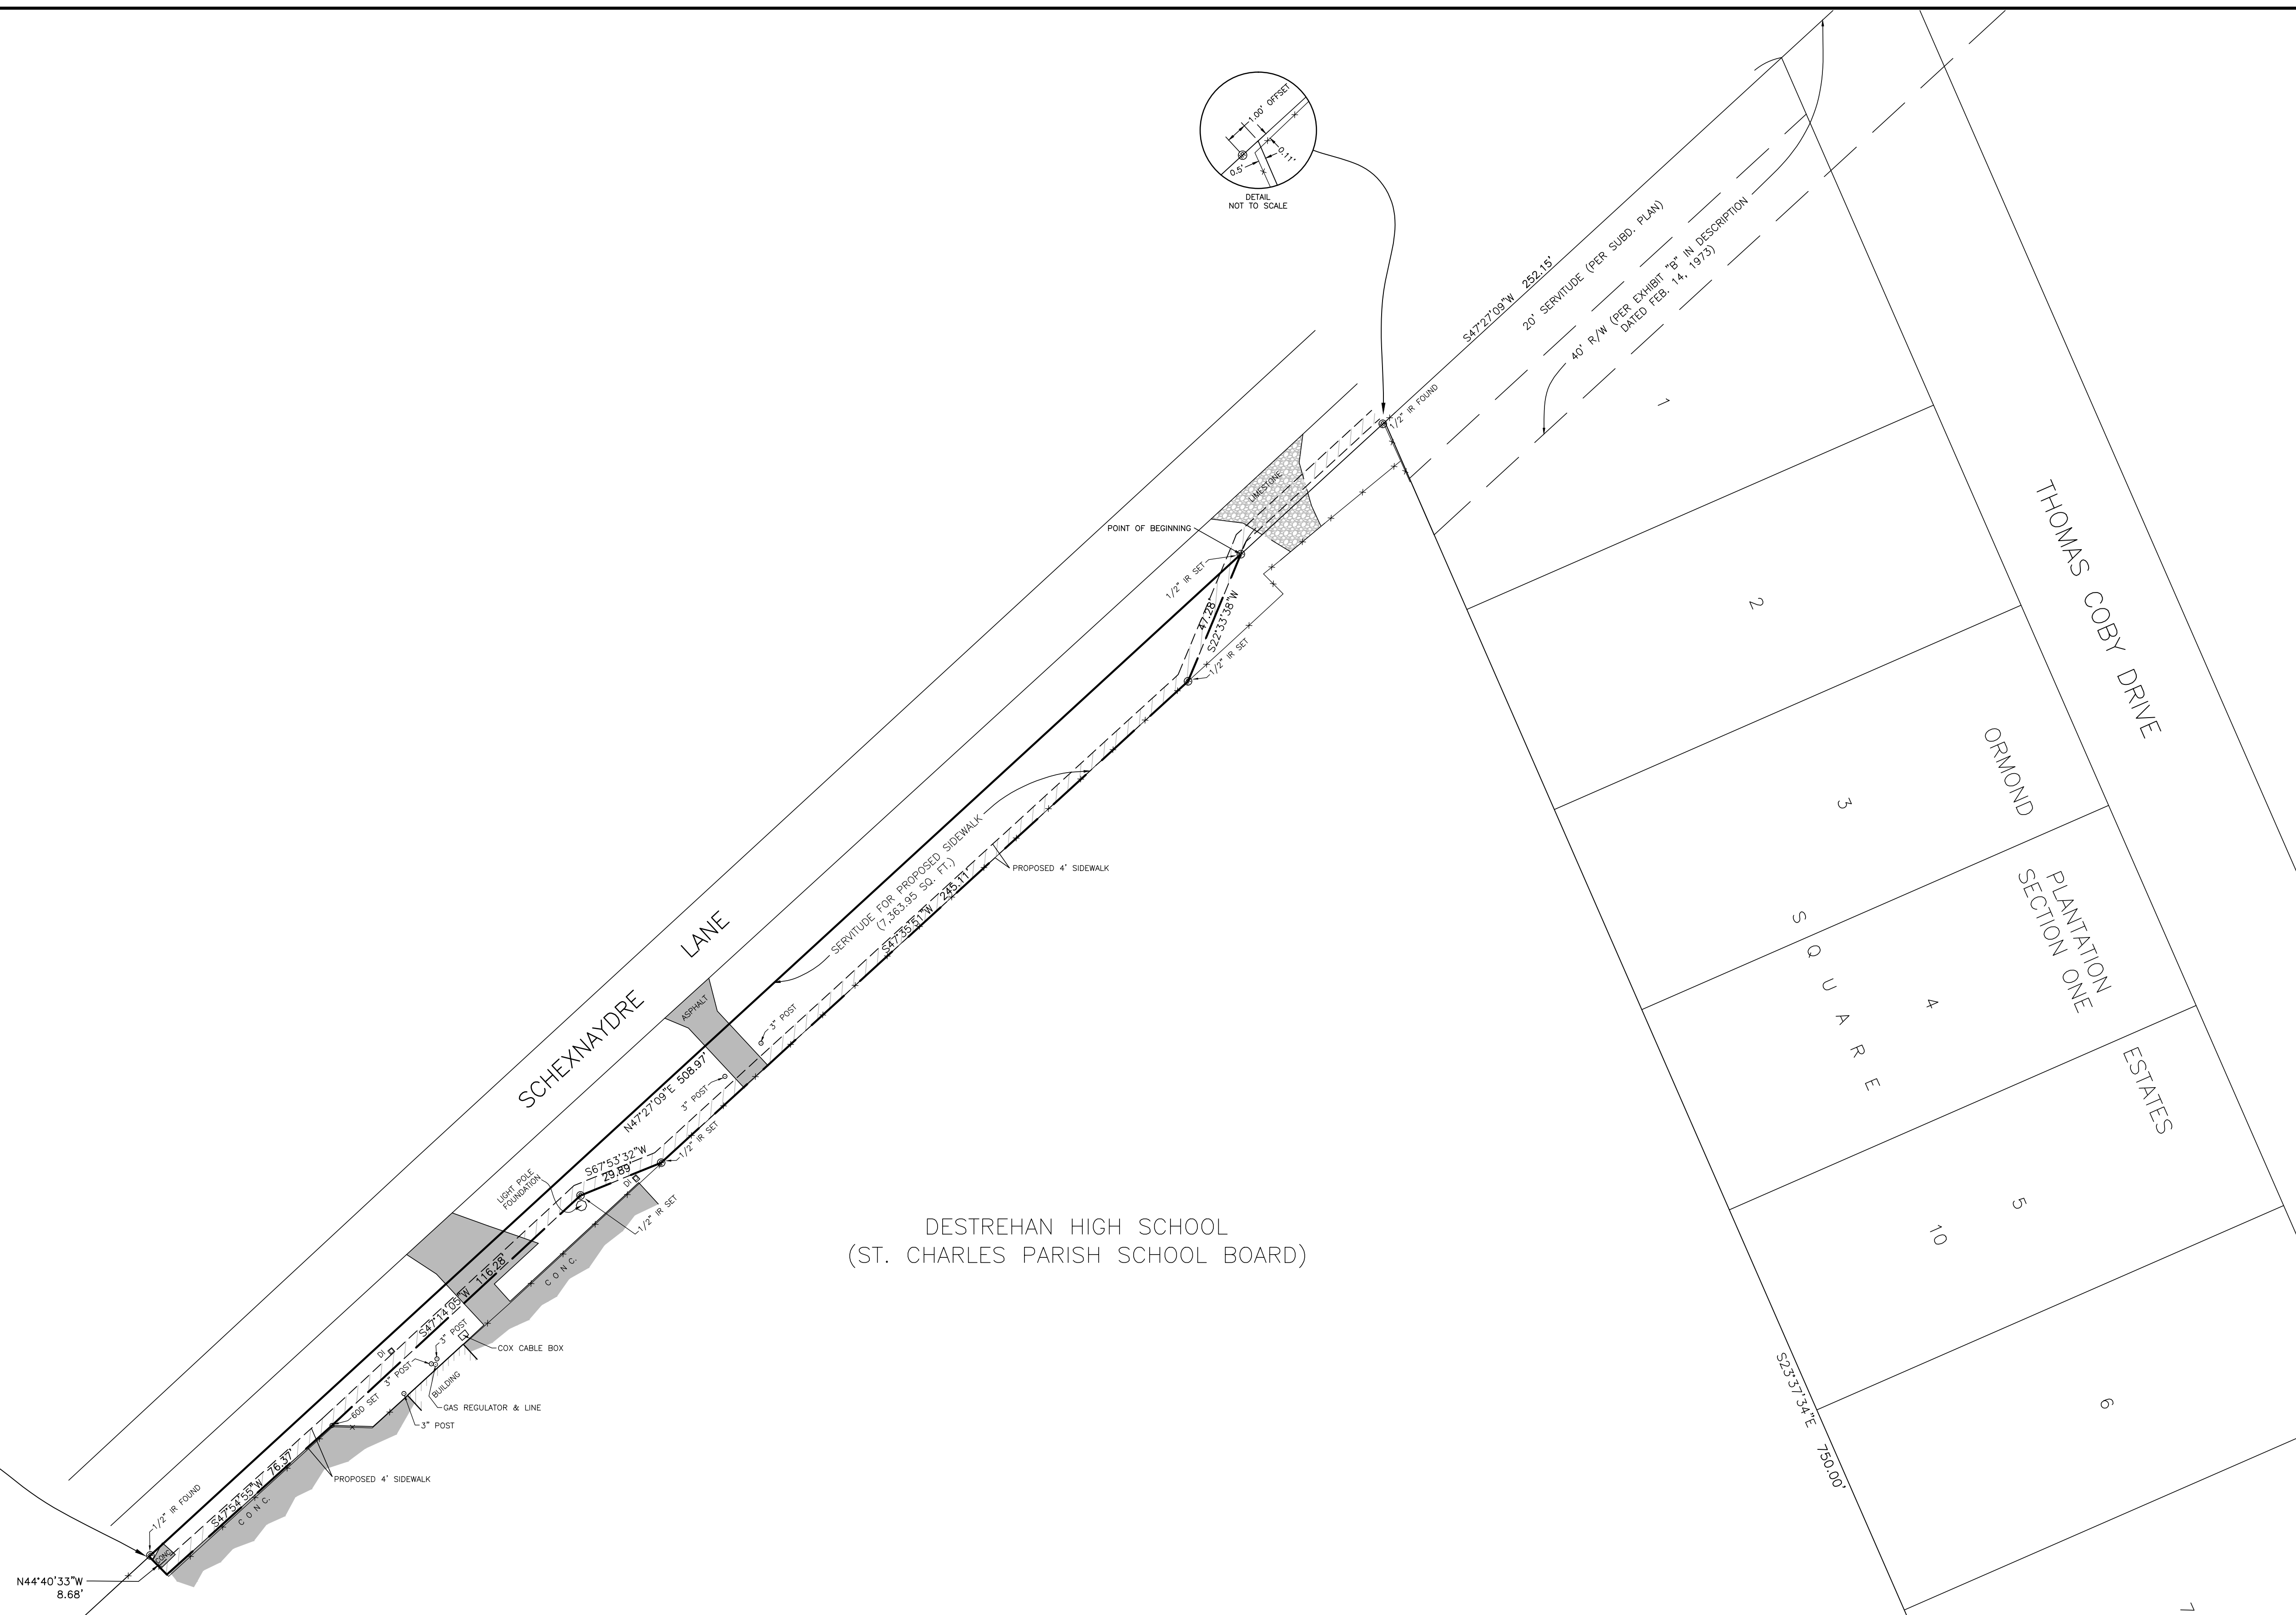 1.00' OFFSET
0.11'
0.5'
DETAIL
NOT TO SCALE
S47°27'09"W 252.15'
20' SERVITUDE (PER SUBD. PLAN)
40' R/W (PER EXHIBIT "B" IN DESCRIPTION
DATED FEB. 14, 1973)
1/2" IR FOUND
1
LIMESTONE
POINT OF BEGINNING
1/2" IR SET
47.28'
S22°33'38"W
1/2" IR SET
2
THOMAS COBY DRIVE
3
ORMOND
PLANTATION
SECTION ONE
ESTATES
SQUARE
4
5
10
6
7
S23°37'34"E 750.00'
SERVITUDE FOR PROPOSED SIDEWALK
(7,363.95 SQ. FT.)
S47°35'51"W 245.11'
PROPOSED 4' SIDEWALK
SCHEXNAYDRE LANE
ASPHALT
3" POST
N47°27'09"E 508.97'
3" POST
1/2" IR SET
S67°53'32"W
29.89'
DI
LIGHT POLE
FOUNDATION
1/2" IR SET
CONC.
DESTREHAN HIGH SCHOOL
(ST. CHARLES PARISH SCHOOL BOARD)
S47°14'05"W 116.28'
DI
3" POST
3" POST
COX CABLE BOX
BUILDING
GAS REGULATOR & LINE
3" POST
60D SET
PROPOSED 4' SIDEWALK
S47°54'55"W 76.37'
CONC.
1/2" IR FOUND
CONC.
N44°40'33"W
8.68'